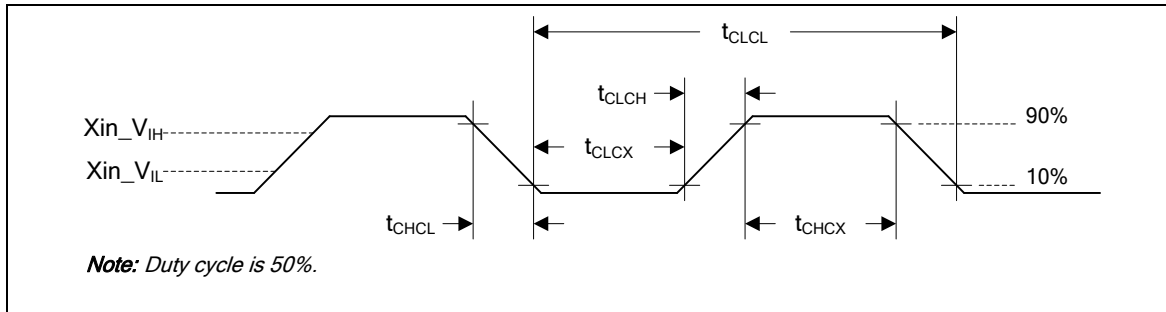 tCLCL
tCLCH
Xin_VIH
90%
tCLCX
Xin_VIL
10%
tCHCL
tCHCX
Note: Duty cycle is 50%.